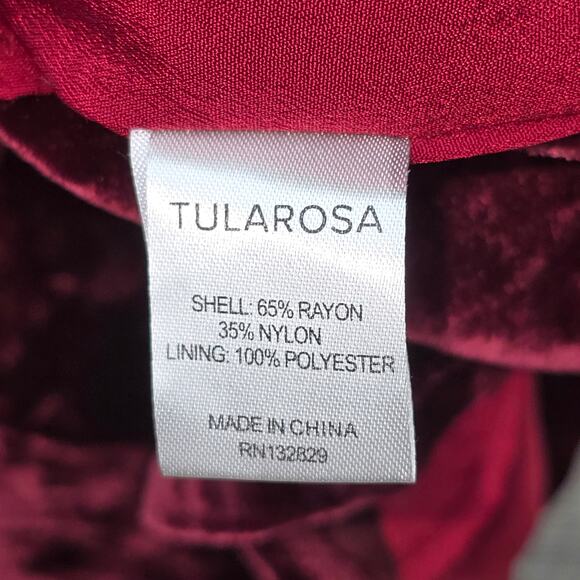 TULAROSA
SHELL: 65% RAYON
35% NYLON
LINING: 100% POLYESTER
MADE IN CHINA
RN132829